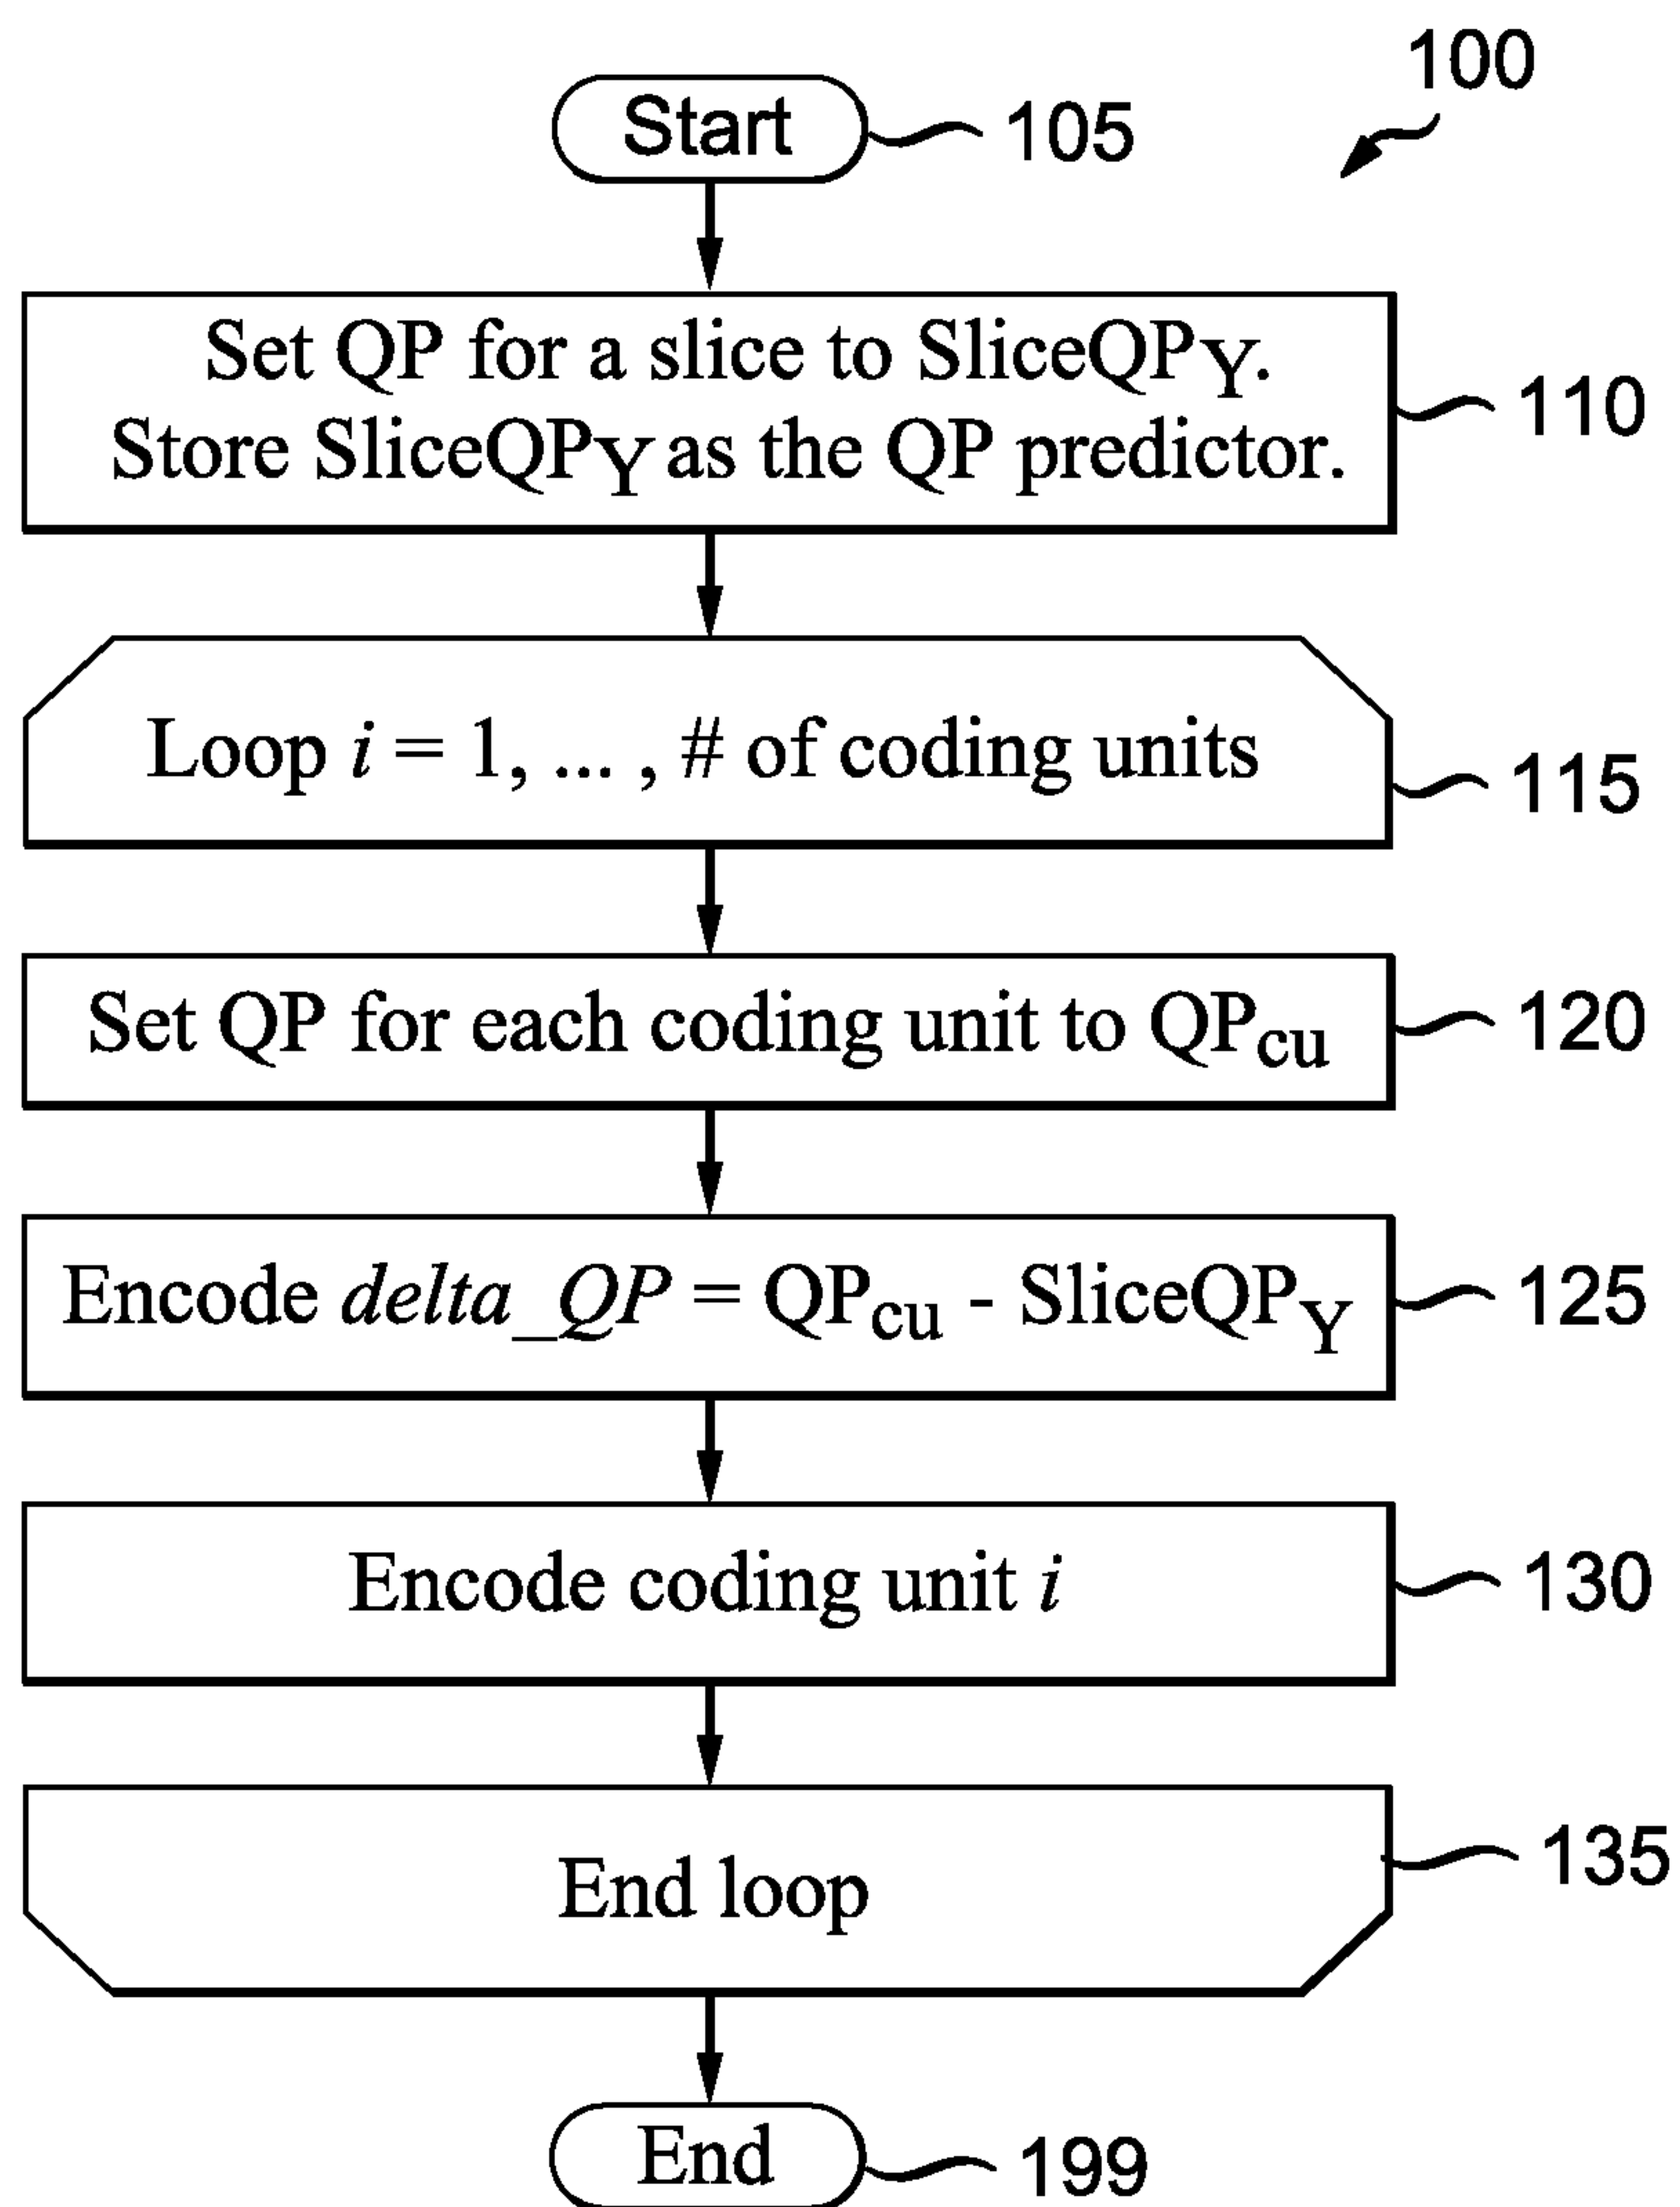 100
Start
105
Set QP for a slice to SliceQPY.
Store SliceQPY as the QP predictor.
110
Loop i = 1, ... , # of coding units
115
Set QP for each coding unit to QPcu
120
Encode delta_QP = QPcu - SliceQPY
125
Encode coding unit i
130
End loop
135
End
199